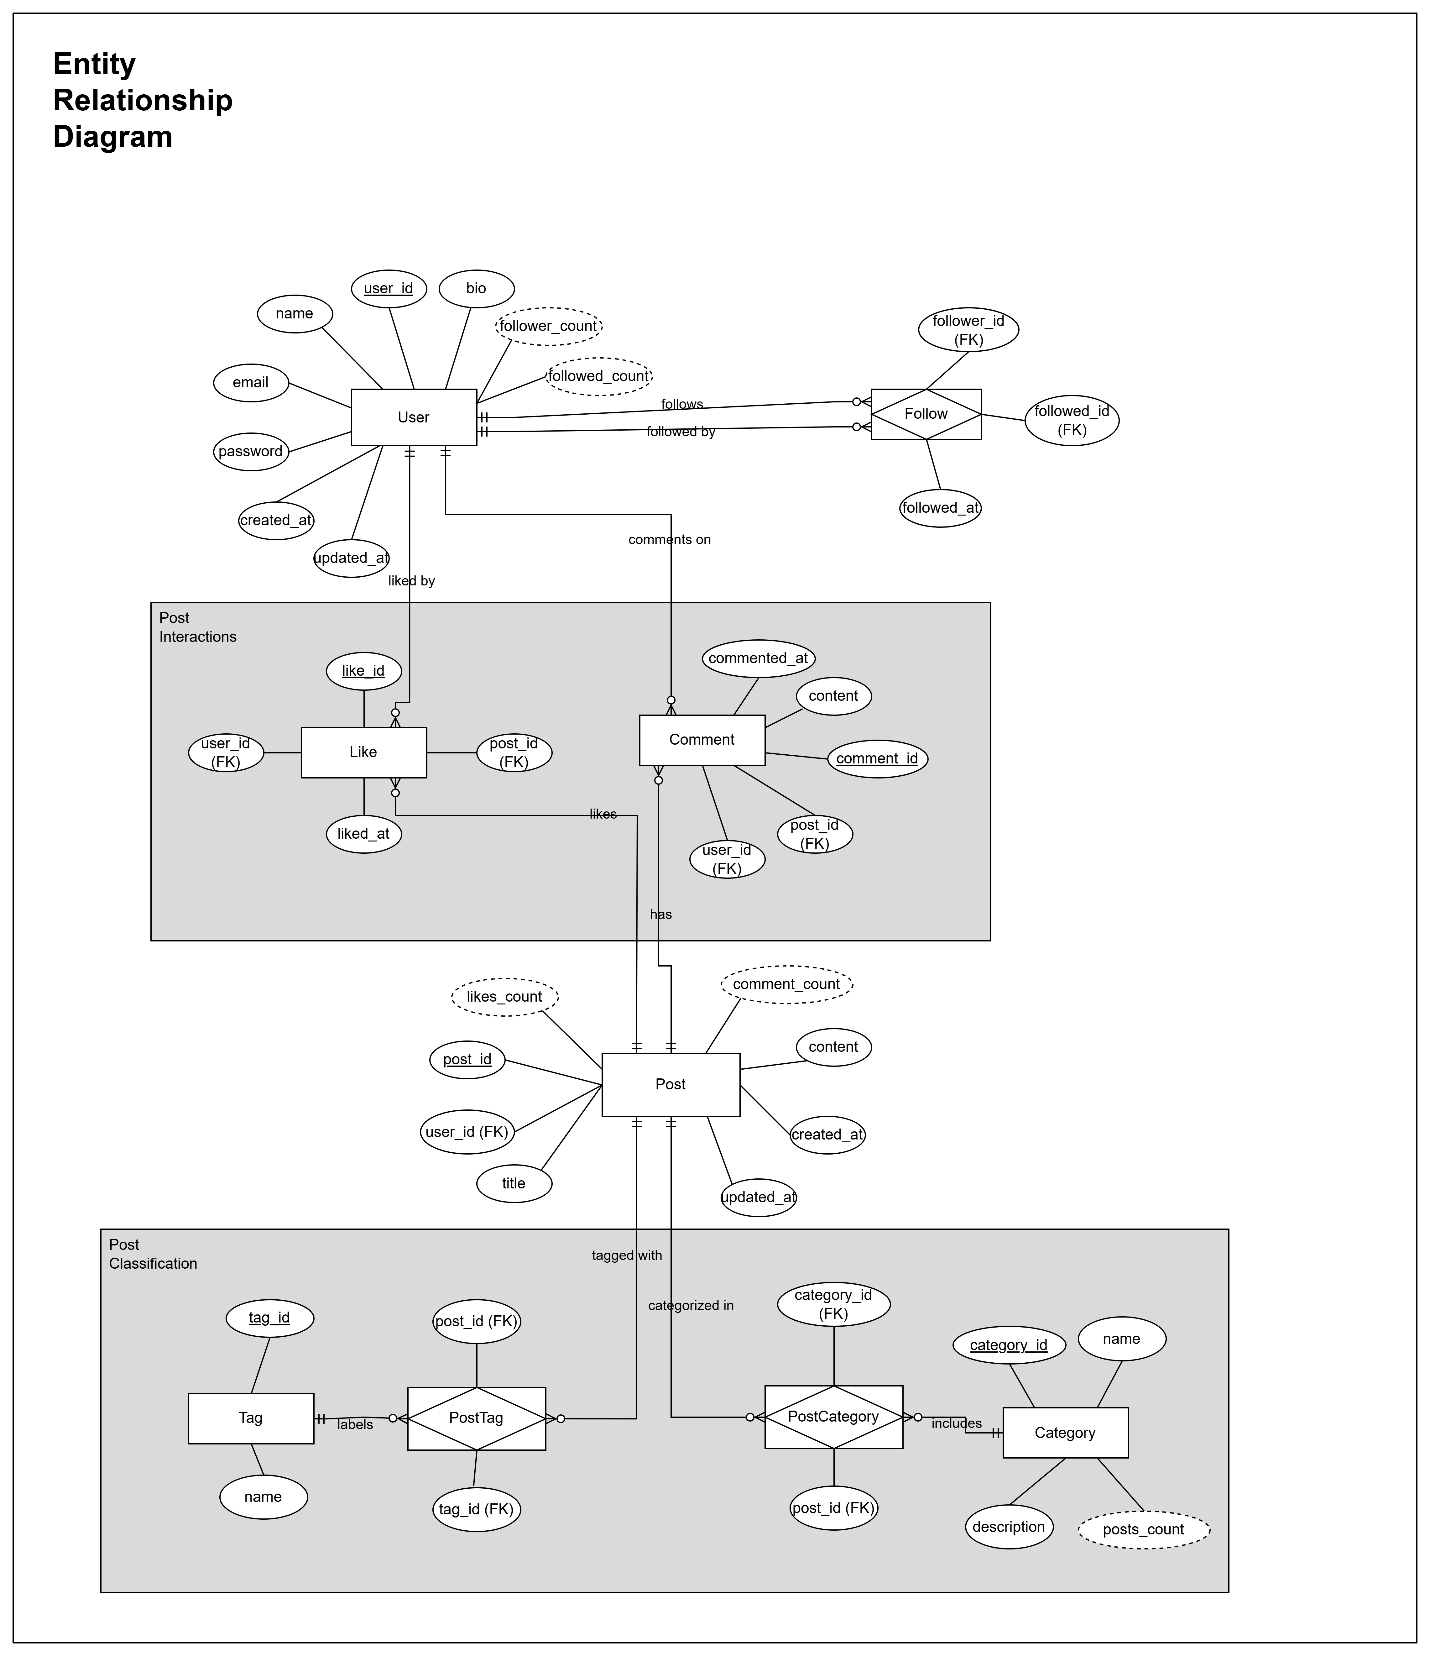 Entity
Relationship
Diagram
user_id
bio
name
follower_count
follower_id
(FK)
email
followed_count
User
follows
followed by
Follow
followed_id
(FK)
password
created_at
updated_at
followed_at
comments on
liked by
Post
Interactions
like_id
commented_at
content
user_id
(FK)
Like
post_id
(FK)
Comment
comment_id
liked_at
likes
post_id
(FK)
user_id
(FK)
has
likes_count
comment_count
post_id
content
Post
user_id (FK)
created_at
title
updated_at
Post
Classification
tagged with
categorized in
tag_id
post_id (FK)
category_id
(FK)
category_id
name
Tag
labels
PostTag
PostCategory
includes
Category
name
tag_id (FK)
post_id (FK)
description
posts_count